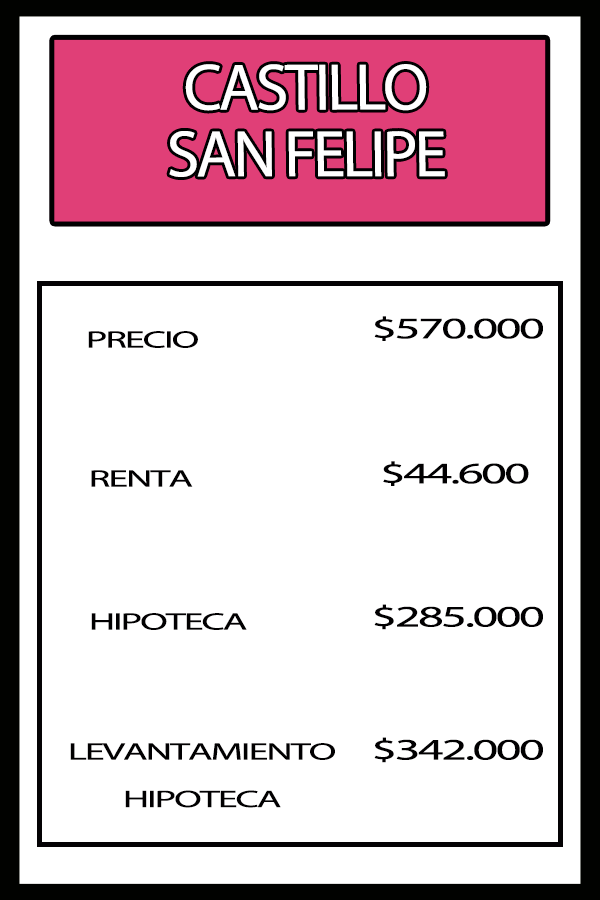 CASTILLO
SAN FELIPE
PRECIO $570.000
RENTA $44.600
HIPOTECA $285.000
LEVANTAMIENTO $342.000
HIPOTECA